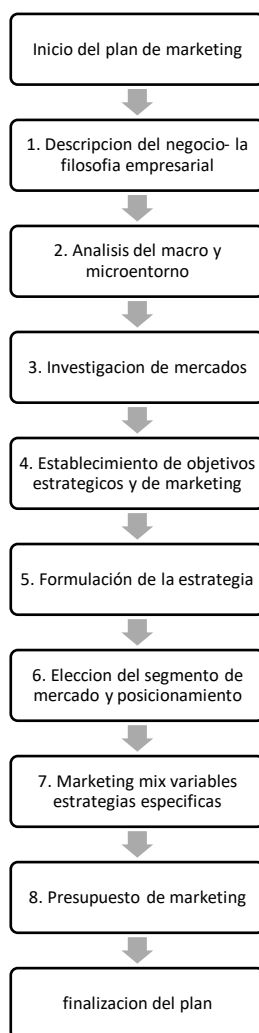 Inicio del plan de marketing
1. Descripcion del negocio- la
filosofia empresarial
2. Analisis del macro y
microentorno
3. Investigacion de mercados
4. Establecimiento de objetivos
estrategicos y de marketing
5. Formulación de la estrategia
6. Eleccion del segmento de
mercado y posicionamiento
7. Marketing mix variables
estrategias especificas
8. Presupuesto de marketing
finalizacion del plan